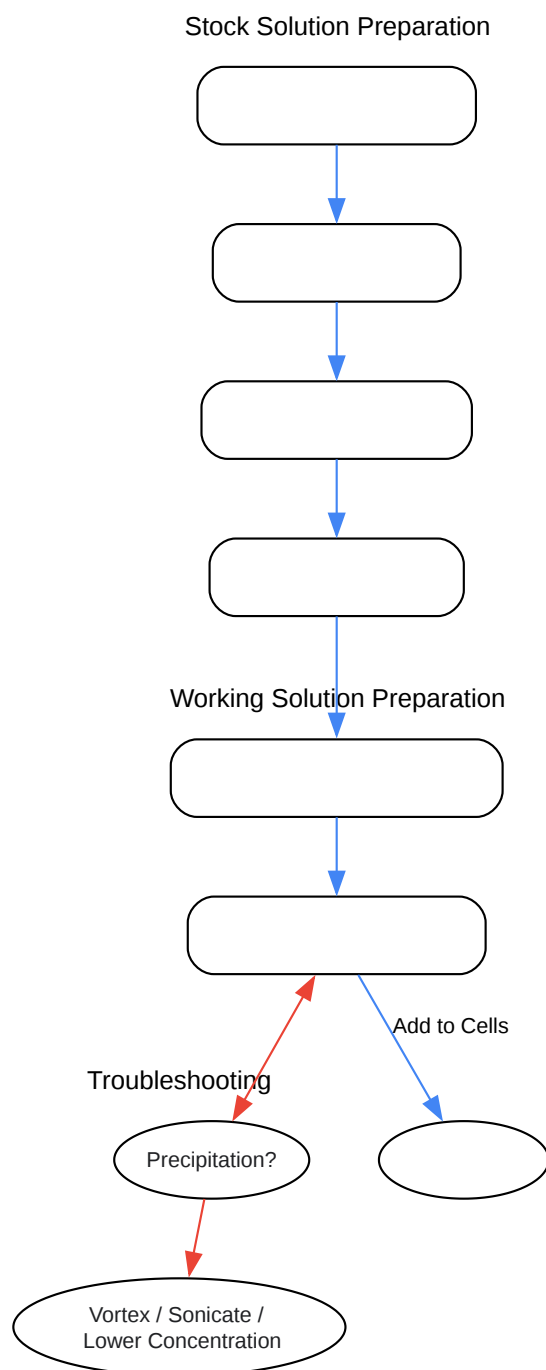 Stock Solution Preparation
Working Solution Preparation
Add to Cells
Troubleshooting
Precipitation?
Vortex / Sonicate /
Lower Concentration